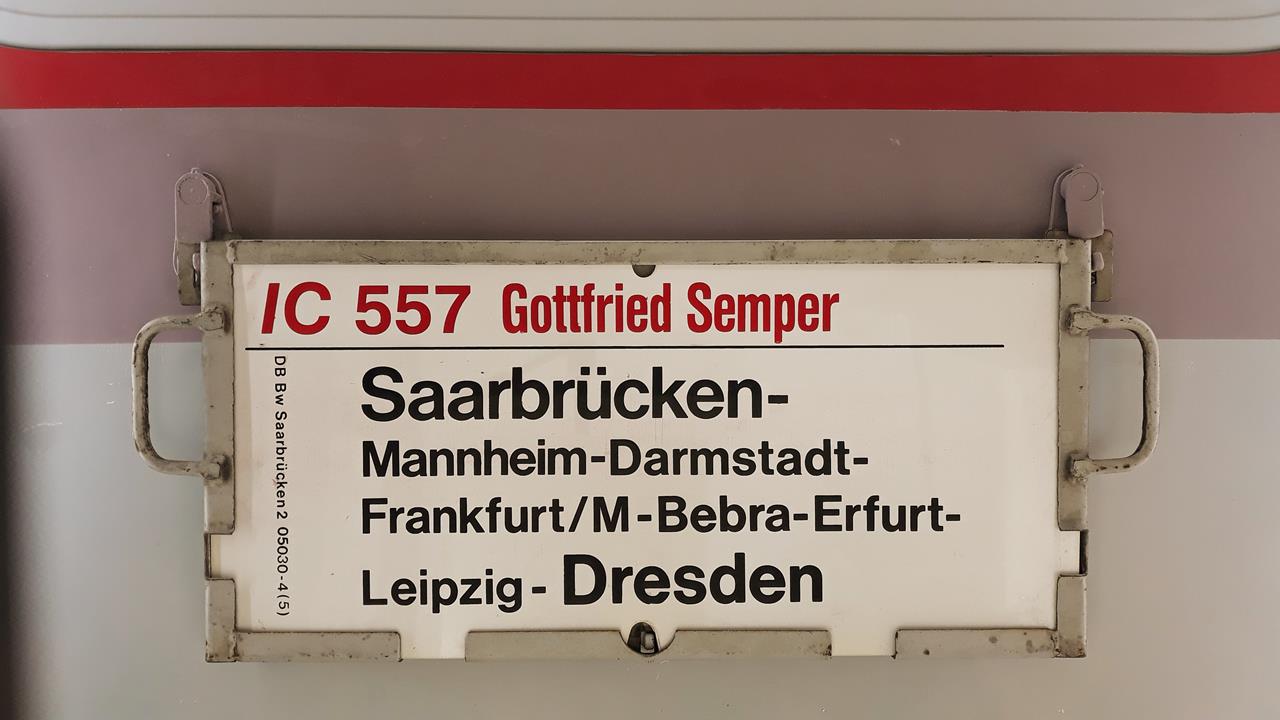 IC 557 Gottfried Semper
DB Bw Saarbrücken 2 05030-4(5)
Saarbrücken-
Mannheim-Darmstadt-
Frankfurt/M-Bebra-Erfurt-
Leipzig-Dresden